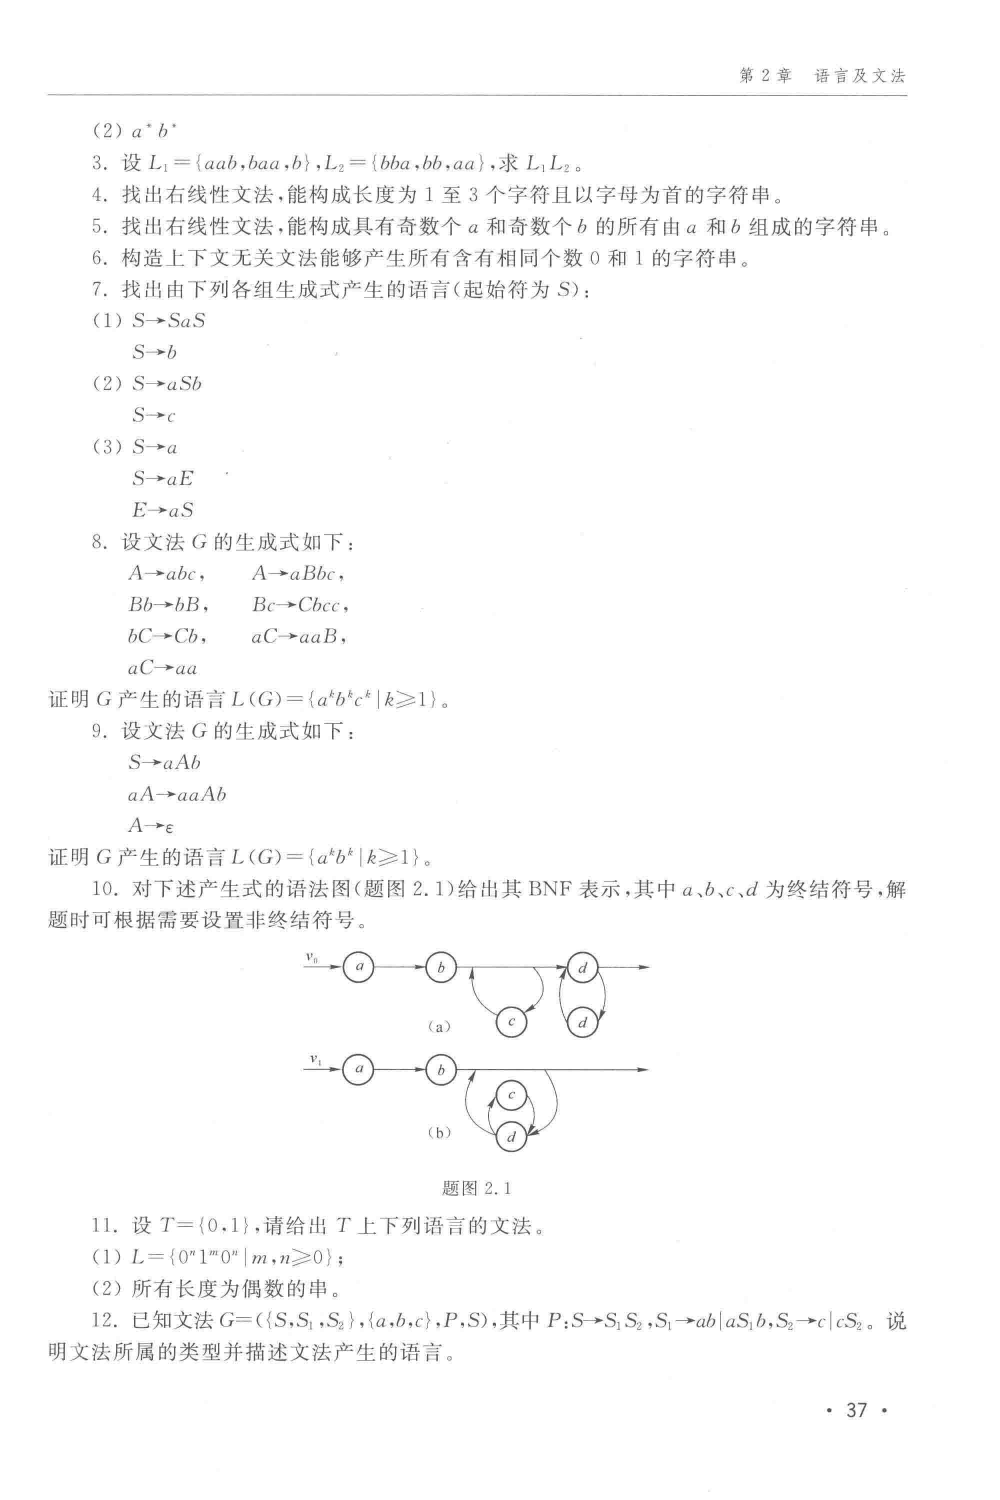 第 2 章 语言及文法
(2) a*b*
3. 设 L₁={aab,baa,b},L₂={bba,bb,aa},求 L₁L₂。
4. 找出右线性文法,能构成长度为 1 至 3 个字符且以字母为首的字符串。
5. 找出右线性文法,能构成具有奇数个 a 和奇数个 b 的所有由 a 和 b 组成的字符串。
6. 构造上下文无关文法能够产生所有含有相同个数 0 和 1 的字符串。
7. 找出由下列各组生成式产生的语言(起始符为 S):
(1) S→SaS
S→b
(2) S→aSb
S→c
(3) S→a
S→aE
E→aS
8. 设文法 G 的生成式如下:
A→abc, A→aBbc,
Bb→bB, Bc→Cbcc,
bC→Cb, aC→aaB,
aC→aa
证明 G 产生的语言 L(G)={aᵏbᵏcᵏ|k≥1}。
9. 设文法 G 的生成式如下:
S→aAb
aA→aaAb
A→ε
证明 G 产生的语言 L(G)={aᵏbᵏ|k≥1}。
10. 对下述产生式的语法图(题图 2.1)给出其 BNF 表示,其中 a、b、c、d 为终结符号,解
题时可根据需要设置非终结符号。
v₀ a b d
c d
(a)
v₁ a b
c
d
(b)
题图 2.1
11. 设 T={0,1},请给出 T 上下列语言的文法。
(1) L={0ⁿ1ᵐ0ⁿ|m,n≥0};
(2) 所有长度为偶数的串。
12. 已知文法 G=({S,S₁,S₂},{a,b,c},P,S),其中 P:S→S₁S₂,S₁→ab|aS₁b,S₂→c|cS₂。说
明文法所属的类型并描述文法产生的语言。
· 37 ·